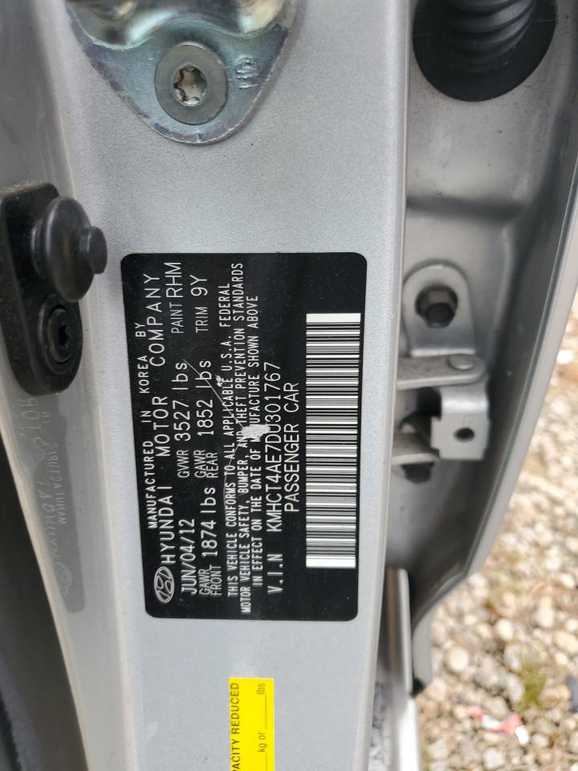 MANUFACTURED IN KOREA BY
HYUNDAI MOTOR COMPANY
JUN/04/12 GVWR 3527 lbs PAINT RHM
GAWR FRONT 1874 lbs GAWR REAR 1852 lbs TRIM 9Y
THIS VEHICLE CONFORMS TO ALL APPLICABLE U.S.A. FEDERAL
MOTOR VEHICLE SAFETY, BUMPER, AND THEFT PREVENTION STANDARDS
IN EFFECT ON THE DATE OF MANUFACTURE SHOWN ABOVE
V.I.N KMHCT4AE7DU301767
PASSENGER CAR
PACITY REDUCED
kg or lbs